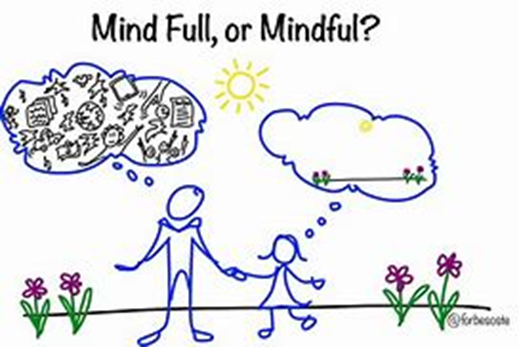 Mind Full, or Mindful?
@forbesoste